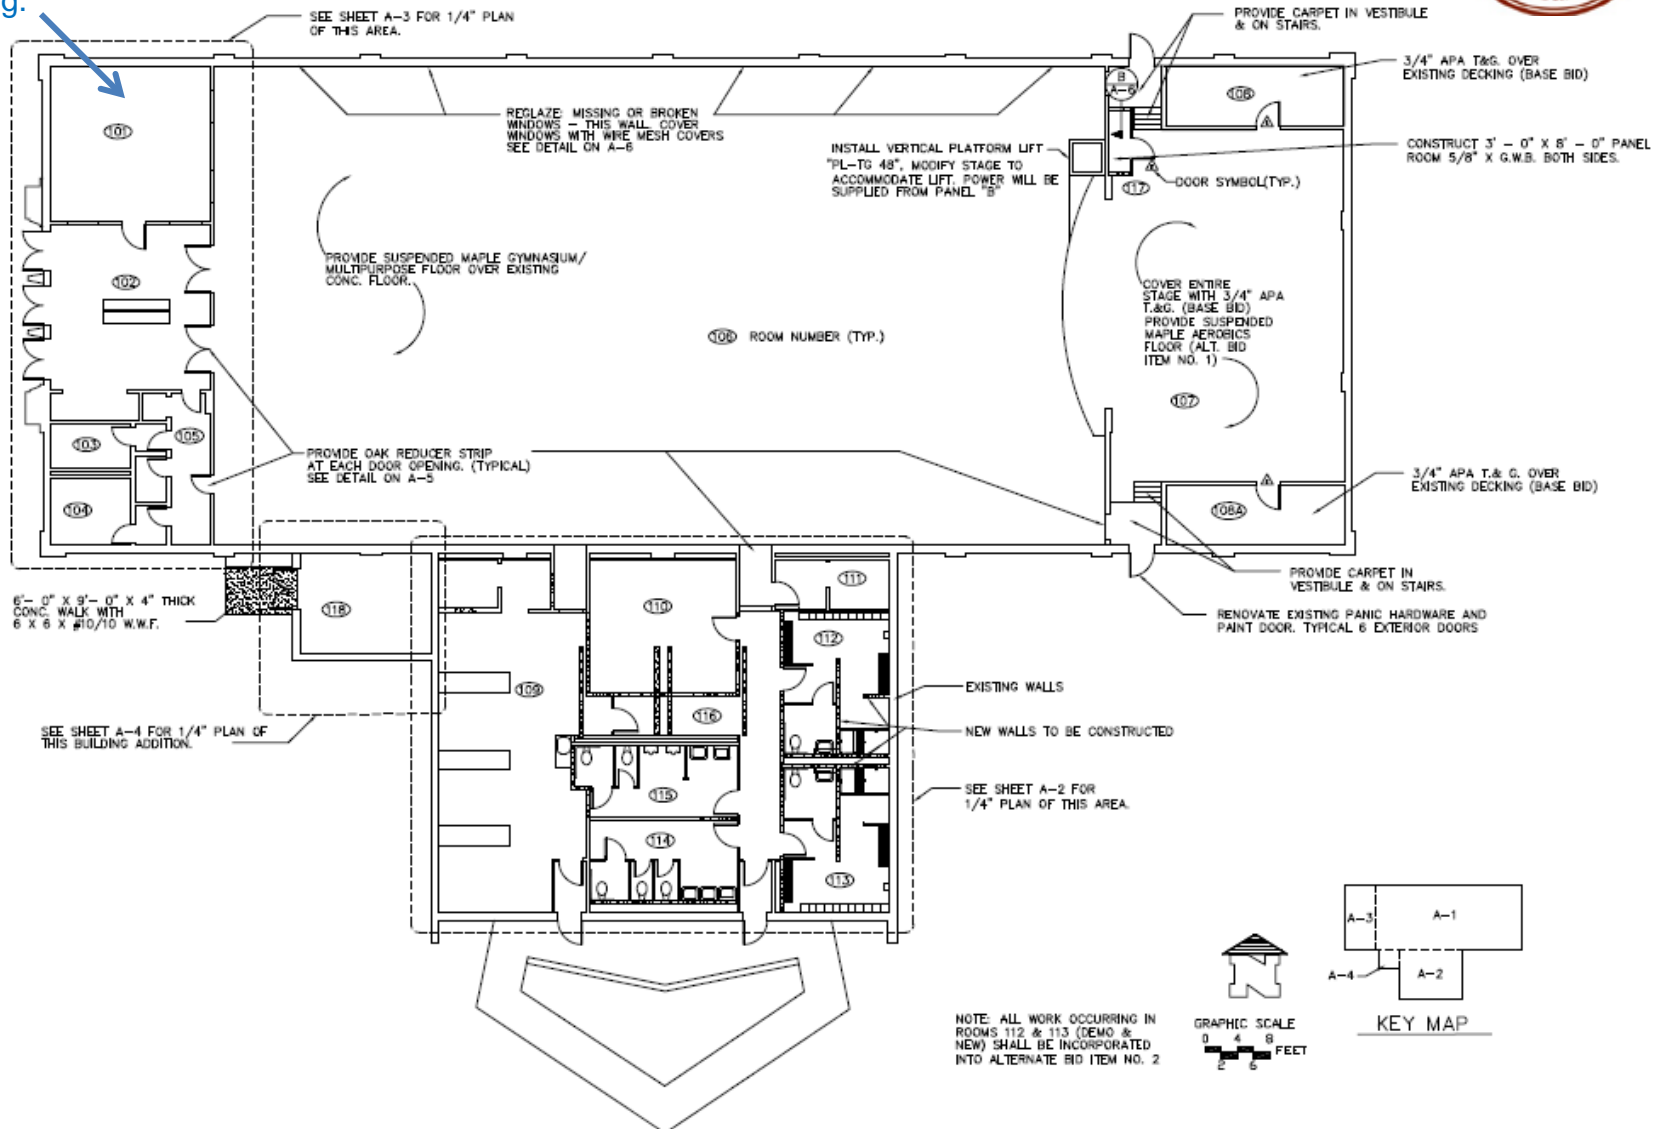 g.
SEE SHEET A-3 FOR 1/4" PLAN
OF THIS AREA.
PROVIDE CARPET IN VESTIBULE
& ON STAIRS.
3/4" APA T&G. OVER
EXISTING DECKING (BASE BID)
B
A-6
106
101
REGLAZE: MISSING OR BROKEN
WINDOWS - THIS WALL. COVER
WINDOWS WITH WIRE MESH COVERS
SEE DETAIL ON A-6
INSTALL VERTICAL PLATFORM LIFT
"PL-TG 48", MODIFY STAGE TO
ACCOMMODATE LIFT. POWER WILL BE
SUPPLIED FROM PANEL "B"
CONSTRUCT 3' - 0" X 8' - 0" PANEL
ROOM 5/8" X G.W.B. BOTH SIDES.
DOOR SYMBOL(TYP.)
117
PROVIDE SUSPENDED MAPLE GYMNASIUM/
MULTIPURPOSE FLOOR OVER EXISTING
CONC. FLOOR.
102
COVER ENTIRE
STAGE WITH 3/4" APA
T.&G. (BASE BID)
PROVIDE SUSPENDED
MAPLE AEROBICS
FLOOR (ALT. BID
ITEM NO. 1)
106 ROOM NUMBER (TYP.)
107
103
105
PROVIDE OAK REDUCER STRIP
AT EACH DOOR OPENING. (TYPICAL)
SEE DETAIL ON A-5
3/4" APA T.& G. OVER
EXISTING DECKING (BASE BID)
104
108A
PROVIDE CARPET IN
VESTIBULE & ON STAIRS.
6'- 0" X 9'- 0" X 4" THICK
CONC. WALK WITH
6 X 6 X #10/10 W.W.F.
118
110
111
112
RENOVATE EXISTING PANIC HARDWARE AND
PAINT DOOR. TYPICAL 6 EXTERIOR DOORS
109
EXISTING WALLS
116
SEE SHEET A-4 FOR 1/4" PLAN OF
THIS BUILDING ADDITION.
NEW WALLS TO BE CONSTRUCTED
115
SEE SHEET A-2 FOR
1/4" PLAN OF THIS AREA.
114
113
A-3
A-1
A-4
A-2
KEY MAP
NOTE: ALL WORK OCCURRING IN
ROOMS 112 & 113 (DEMO &
NEW) SHALL BE INCORPORATED
INTO ALTERNATE BID ITEM NO. 2
GRAPHIC SCALE
0 4 8
FEET
2 6